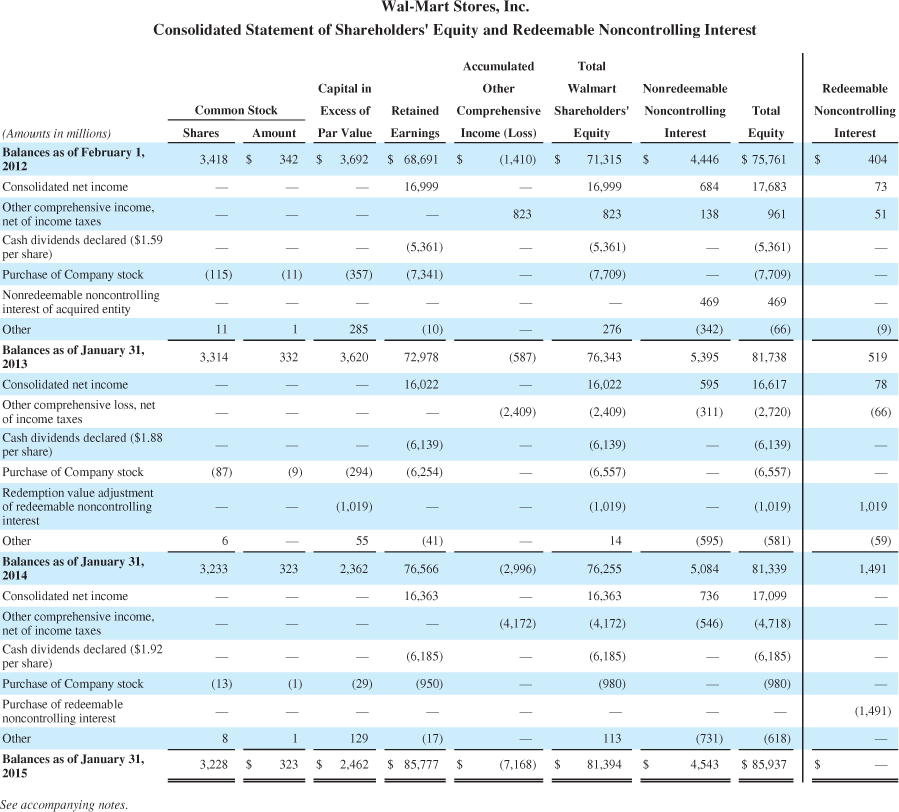 Wal-Mart Stores, Inc.
Consolidated Statement of Shareholders' Equity and Redeemable Noncontrolling Interest
Accumulated Total
Capital in Other Walmart Nonredeemable Redeemable
Common Stock Excess of Retained Comprehensive Shareholders' Noncontrolling Total Noncontrolling
(Amounts in millions) Shares Amount Par Value Earnings Income (Loss) Equity Interest Equity Interest
Balances as of February 1,
2012 3,418 $ 342 $ 3,692 $ 68,691 $ (1,410) $ 71,315 $ 4,446 $ 75,761 $ 404
Consolidated net income — — — 16,999 — 16,999 684 17,683 73
Other comprehensive income,
net of income taxes — — — — 823 823 138 961 51
Cash dividends declared ($1.59
per share) — — — (5,361) — (5,361) — (5,361) —
Purchase of Company stock (115) (11) (357) (7,341) — (7,709) — (7,709) —
Nonredeemable noncontrolling
interest of acquired entity — — — — — — 469 469 —
Other 11 1 285 (10) — 276 (342) (66) (9)
Balances as of January 31,
2013 3,314 332 3,620 72,978 (587) 76,343 5,395 81,738 519
Consolidated net income — — — 16,022 — 16,022 595 16,617 78
Other comprehensive loss, net
of income taxes — — — — (2,409) (2,409) (311) (2,720) (66)
Cash dividends declared ($1.88
per share) — — — (6,139) — (6,139) — (6,139) —
Purchase of Company stock (87) (9) (294) (6,254) — (6,557) — (6,557) —
Redemption value adjustment
of redeemable noncontrolling
interest — — (1,019) — — (1,019) — (1,019) 1,019
Other 6 — 55 (41) — 14 (595) (581) (59)
Balances as of January 31,
2014 3,233 323 2,362 76,566 (2,996) 76,255 5,084 81,339 1,491
Consolidated net income — — — 16,363 — 16,363 736 17,099 —
Other comprehensive income,
net of income taxes — — — — (4,172) (4,172) (546) (4,718) —
Cash dividends declared ($1.92
per share) — — — (6,185) — (6,185) — (6,185) —
Purchase of Company stock (13) (1) (29) (950) — (980) — (980) —
Purchase of redeemable
noncontrolling interest — — — — — — — — (1,491)
Other 8 1 129 (17) — 113 (731) (618) —
Balances as of January 31,
2015 3,228 $ 323 $ 2,462 $ 85,777 $ (7,168) $ 81,394 $ 4,543 $ 85,937 $ —
See accompanying notes.